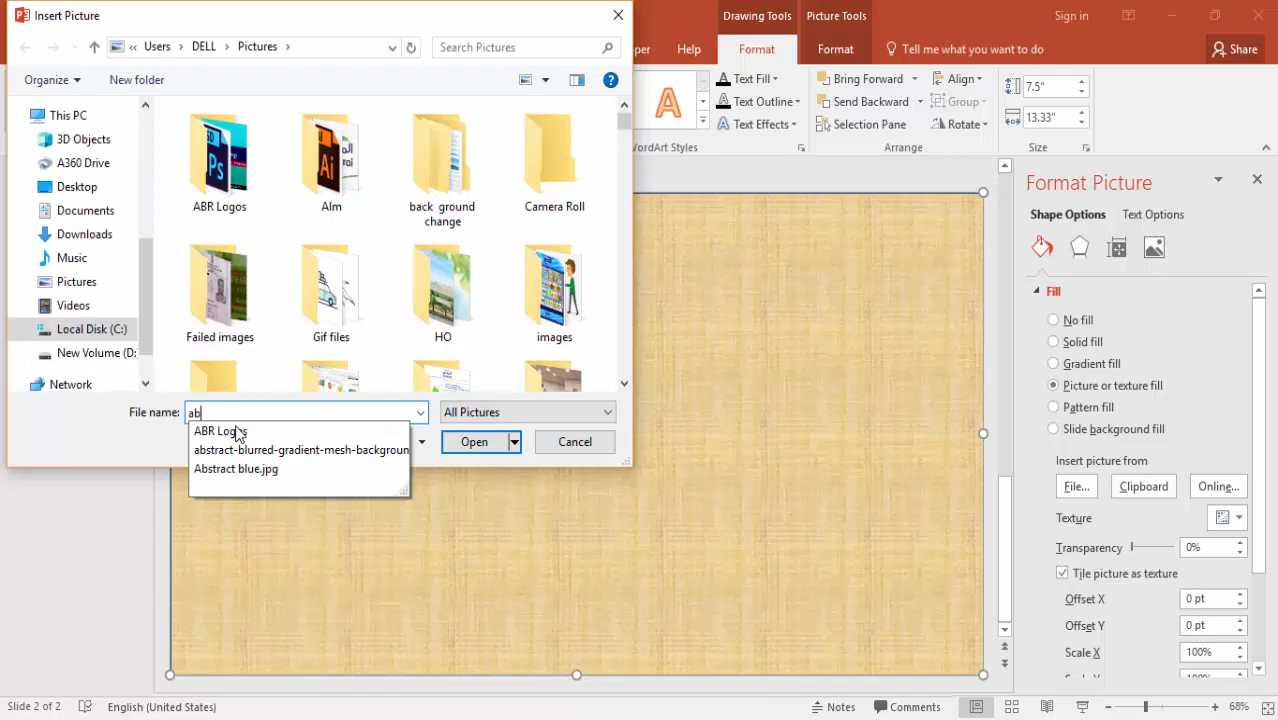 Insert Picture
Drawing Tools
Picture Tools
Sign in
Users
DELL
Pictures
Search Pictures
Help
Format
Format
Tell me what you want to do
Share
Organize
New folder
Text Fill
Text Outline
Text Effects
Bring Forward
Send Backward
Selection Pane
Align
Group
Rotate
7.5"
13.33"
Arrange
Size
This PC
3D Objects
A360 Drive
Desktop
Documents
Downloads
Music
Pictures
Videos
Local Disk (C:)
New Volume (D:
Network
Ps
Ai
ABR Logos
Alm
back ground
change
Camera Roll
Failed images
Gif files
HO
images
File name:
ab
All Pictures
ABR Logos
abstract-blurred-gradient-mesh-backgroun
Abstract blue.jpg
Open
Cancel
Format Picture
Shape Options
Text Options
Fill
No fill
Solid fill
Gradient fill
Picture or texture fill
Pattern fill
Slide background fill
Insert picture from
File...
Clipboard
Online...
Texture
Transparency
0%
Tile picture as texture
Offset X
0 pt
Offset Y
0 pt
Scale X
100%
Slide 2 of 2
English (United States)
Notes
Comments
68%